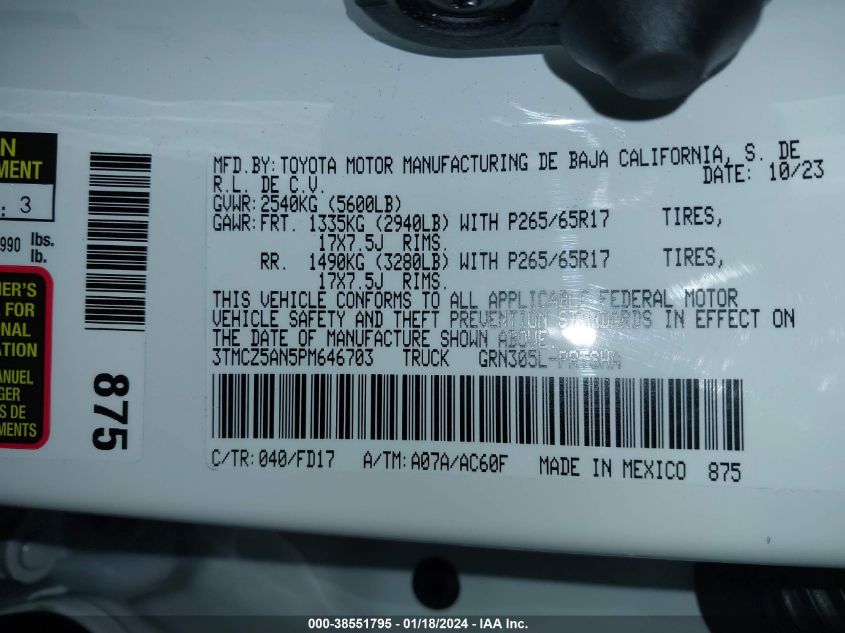 N
MENT
: 3
990 lbs.
lb.
ER'S
FOR
ONAL
ATION
ANUEL
GER
S DE
MENTS
875
MFD.BY:TOYOTA MOTOR MANUFACTURING DE BAJA CALIFORNIA, S. DE
R.L. DE C.V. DATE: 10/23
GVWR:2540KG (5600LB)
GAWR:FRT. 1335KG (2940LB) WITH P265/65R17 TIRES,
17X7.5J RIMS.
RR. 1490KG (3280LB) WITH P265/65R17 TIRES,
17X7.5J RIMS.
THIS VEHICLE CONFORMS TO ALL APPLICABLE FEDERAL MOTOR
VEHICLE SAFETY AND THEFT PREVENTION STANDARDS IN EFFECT ON
THE DATE OF MANUFACTURE SHOWN ABOVE.
3TMCZ5AN5PM646703 TRUCK GRN305L-PRTSHA
C/TR:040/FD17 A/TM:A07A/AC60F MADE IN MEXICO 875
000-38551795 - 01/18/2024 - IAA Inc.